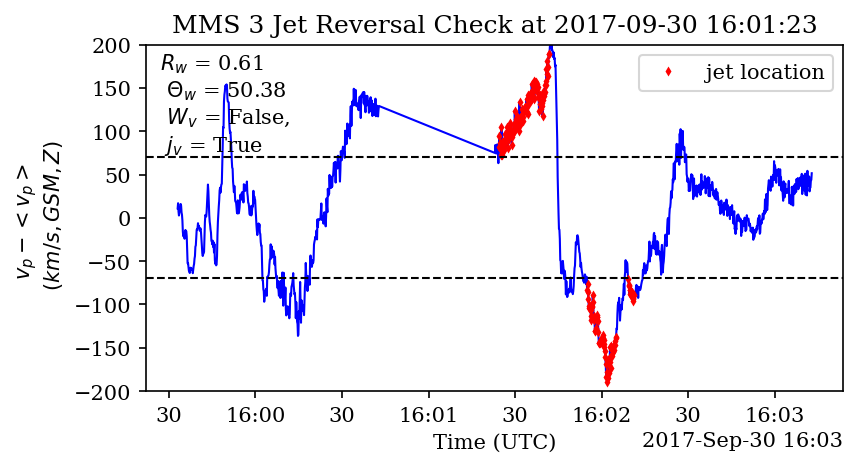 MMS 3 Jet Reversal Check at 2017-09-30 16:01:23
R_w = 0.61
Θ_w = 50.38
W_v = False,
j_v = True
jet location
v_p − < v_p >
(km/s, GSM, Z)
200
150
100
50
0
−50
−100
−150
−200
30 16:00 30 16:01 30 16:02 30 16:03
Time (UTC)
2017-Sep-30 16:03